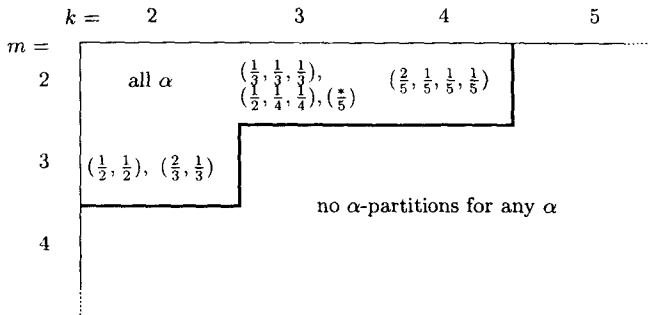 k = 2 3 4 5
m =
2 all α (1/3, 1/3, 1/3), (2/5, 1/5, 1/5, 1/5)
(1/2, 1/4, 1/4), (*/5)
3 (1/2, 1/2), (2/3, 1/3)
no α-partitions for any α
4